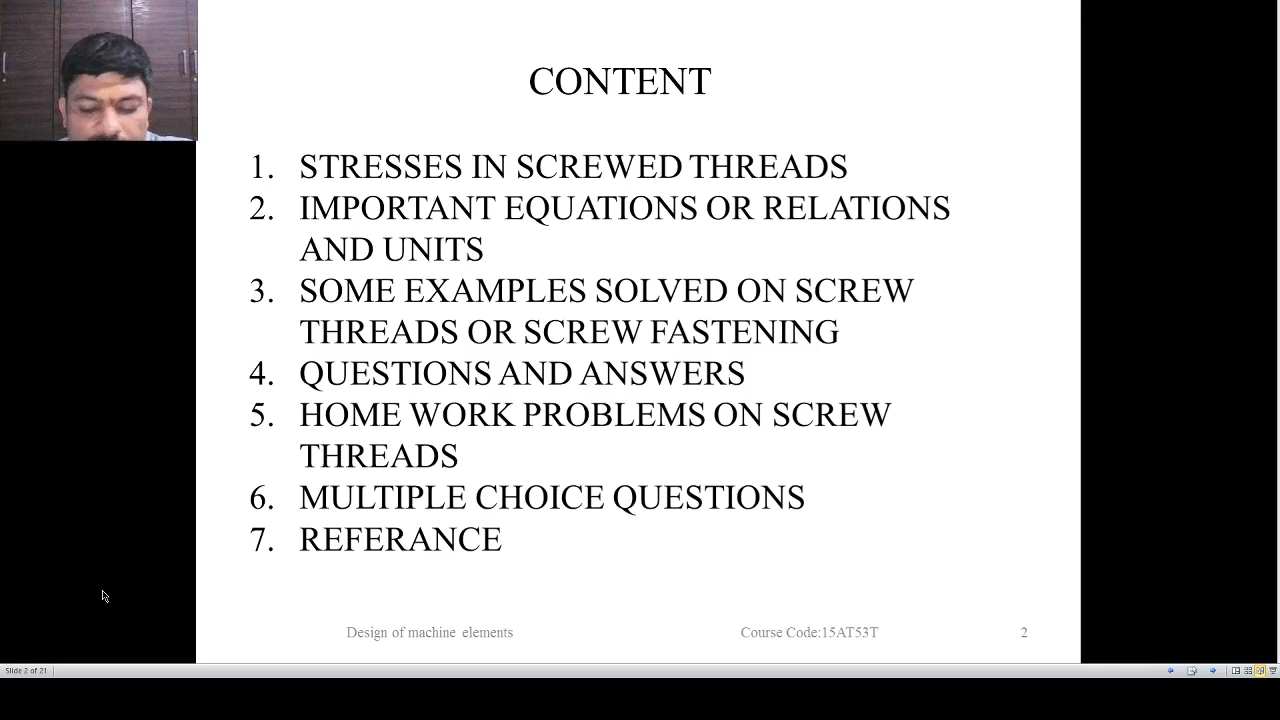 CONTENT
1. STRESSES IN SCREWED THREADS
2. IMPORTANT EQUATIONS OR RELATIONS
AND UNITS
3. SOME EXAMPLES SOLVED ON SCREW
THREADS OR SCREW FASTENING
4. QUESTIONS AND ANSWERS
5. HOME WORK PROBLEMS ON SCREW
THREADS
6. MULTIPLE CHOICE QUESTIONS
7. REFERANCE
Design of machine elements Course Code:15AT53T 2
Slide 2 of 21